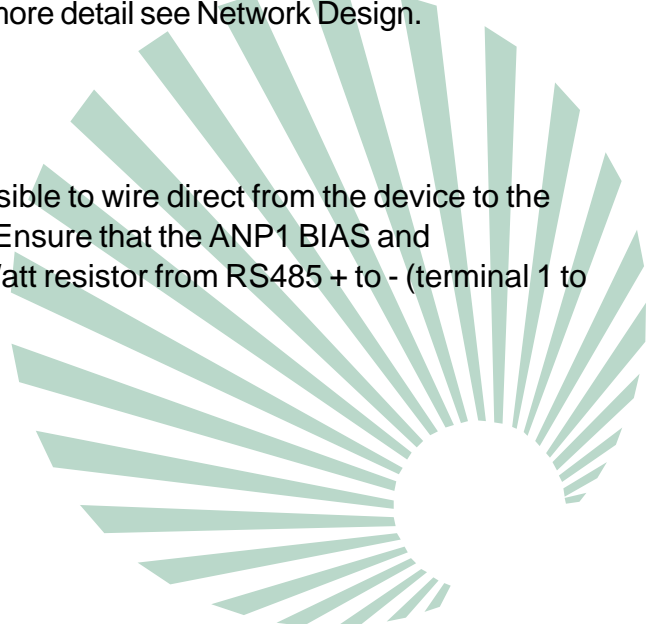 more detail see Network Design.
sible to wire direct from the device to the
Ensure that the ANP1 BIAS and
Watt resistor from RS485 + to - (terminal 1 to